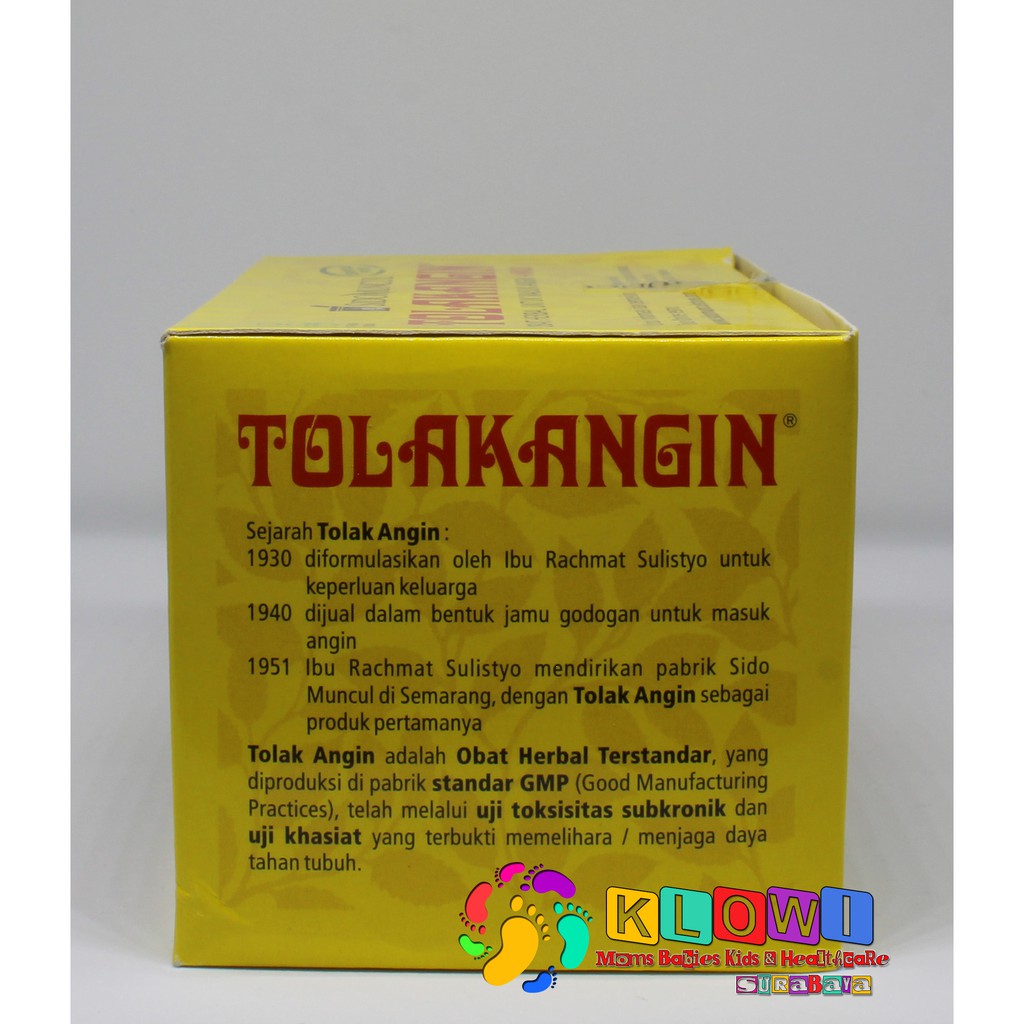 TOLAKANGIN
TOLAKANGIN®
Sejarah Tolak Angin :
1930 diformulasikan oleh Ibu Rachmat Sulistyo untuk
keperluan keluarga
1940 dijual dalam bentuk jamu godogan untuk masuk
angin
1951 Ibu Rachmat Sulistyo mendirikan pabrik Sido
Muncul di Semarang, dengan Tolak Angin sebagai
produk pertamanya
Tolak Angin adalah Obat Herbal Terstandar, yang
diproduksi di pabrik standar GMP (Good Manufacturing
Practices), telah melalui uji toksisitas subkronik dan
uji khasiat yang terbukti memelihara / menjaga daya
tahan tubuh.
KLOWI
Moms Babies Kids & Healthcare
SURABAYA